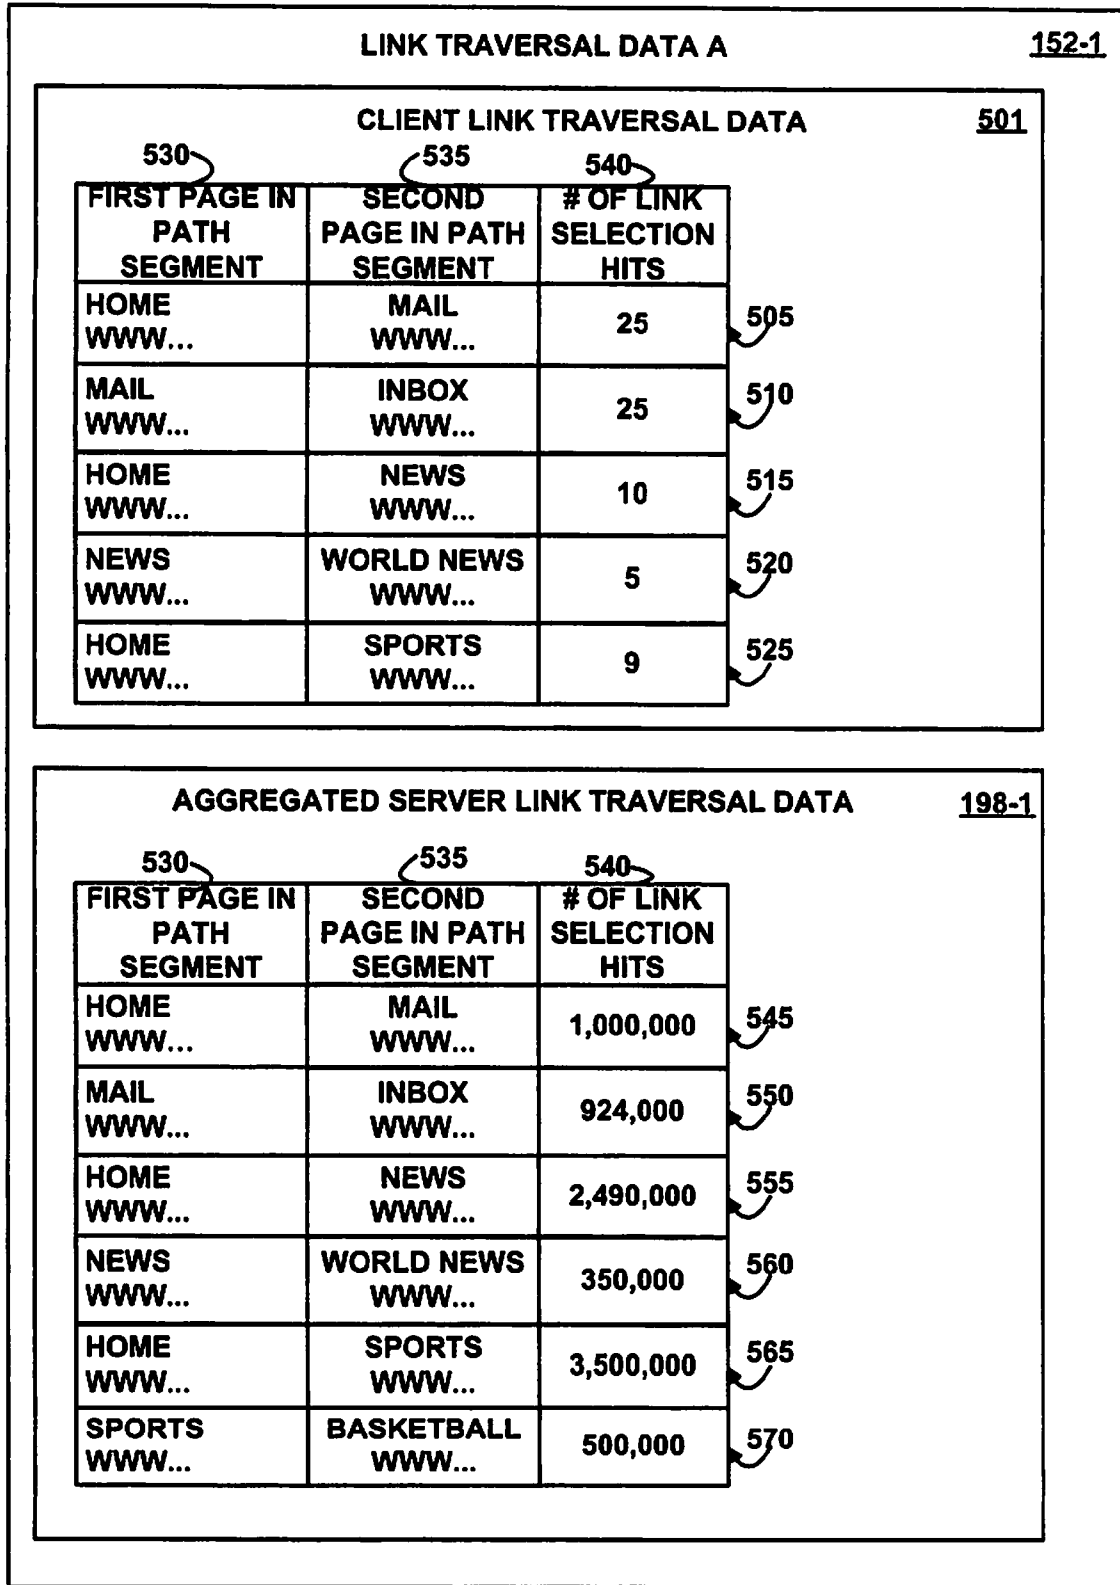 LINK TRAVERSAL DATA A
152-1
CLIENT LINK TRAVERSAL DATA
501
530
535
540
FIRST PAGE IN
PATH
SEGMENT
SECOND
PAGE IN PATH
SEGMENT
# OF LINK
SELECTION
HITS
HOME
WWW...
MAIL
WWW...
25
505
MAIL
WWW...
INBOX
WWW...
25
510
HOME
WWW...
NEWS
WWW...
10
515
NEWS
WWW...
WORLD NEWS
WWW...
5
520
HOME
WWW...
SPORTS
WWW...
9
525
AGGREGATED SERVER LINK TRAVERSAL DATA
198-1
530
535
540
FIRST PAGE IN
PATH
SEGMENT
SECOND
PAGE IN PATH
SEGMENT
# OF LINK
SELECTION
HITS
HOME
WWW...
MAIL
WWW...
1,000,000
545
MAIL
WWW...
INBOX
WWW...
924,000
550
HOME
WWW...
NEWS
WWW...
2,490,000
555
NEWS
WWW...
WORLD NEWS
WWW...
350,000
560
HOME
WWW...
SPORTS
WWW...
3,500,000
565
SPORTS
WWW...
BASKETBALL
WWW...
500,000
570